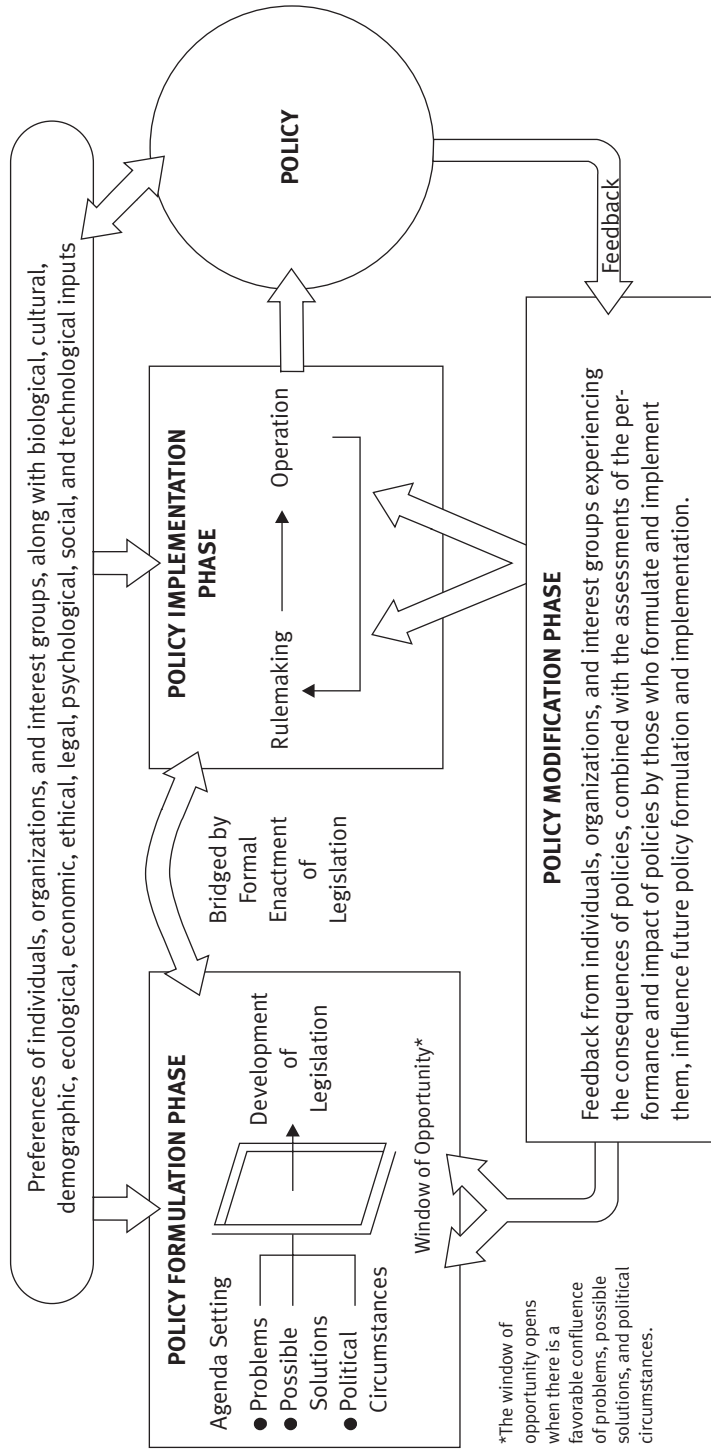 Preferences of individuals, organizations, and interest groups, along with biological, cultural,
demographic, ecological, economic, ethical, legal, psychological, social, and technological inputs
POLICY FORMULATION PHASE
Agenda Setting
● Problems
● Possible
Solutions
● Political
Circumstances
Development
of
Legislation
Window of Opportunity*
Bridged by
Formal
Enactment
of
Legislation
POLICY IMPLEMENTATION
PHASE
Rulemaking
Operation
POLICY
Feedback
POLICY MODIFICATION PHASE
Feedback from individuals, organizations, and interest groups experiencing
the consequences of policies, combined with the assessments of the per-
formance and impact of policies by those who formulate and implement
them, influence future policy formulation and implementation.
*The window of
opportunity opens
when there is a
favorable confluence
of problems, possible
solutions, and political
circumstances.